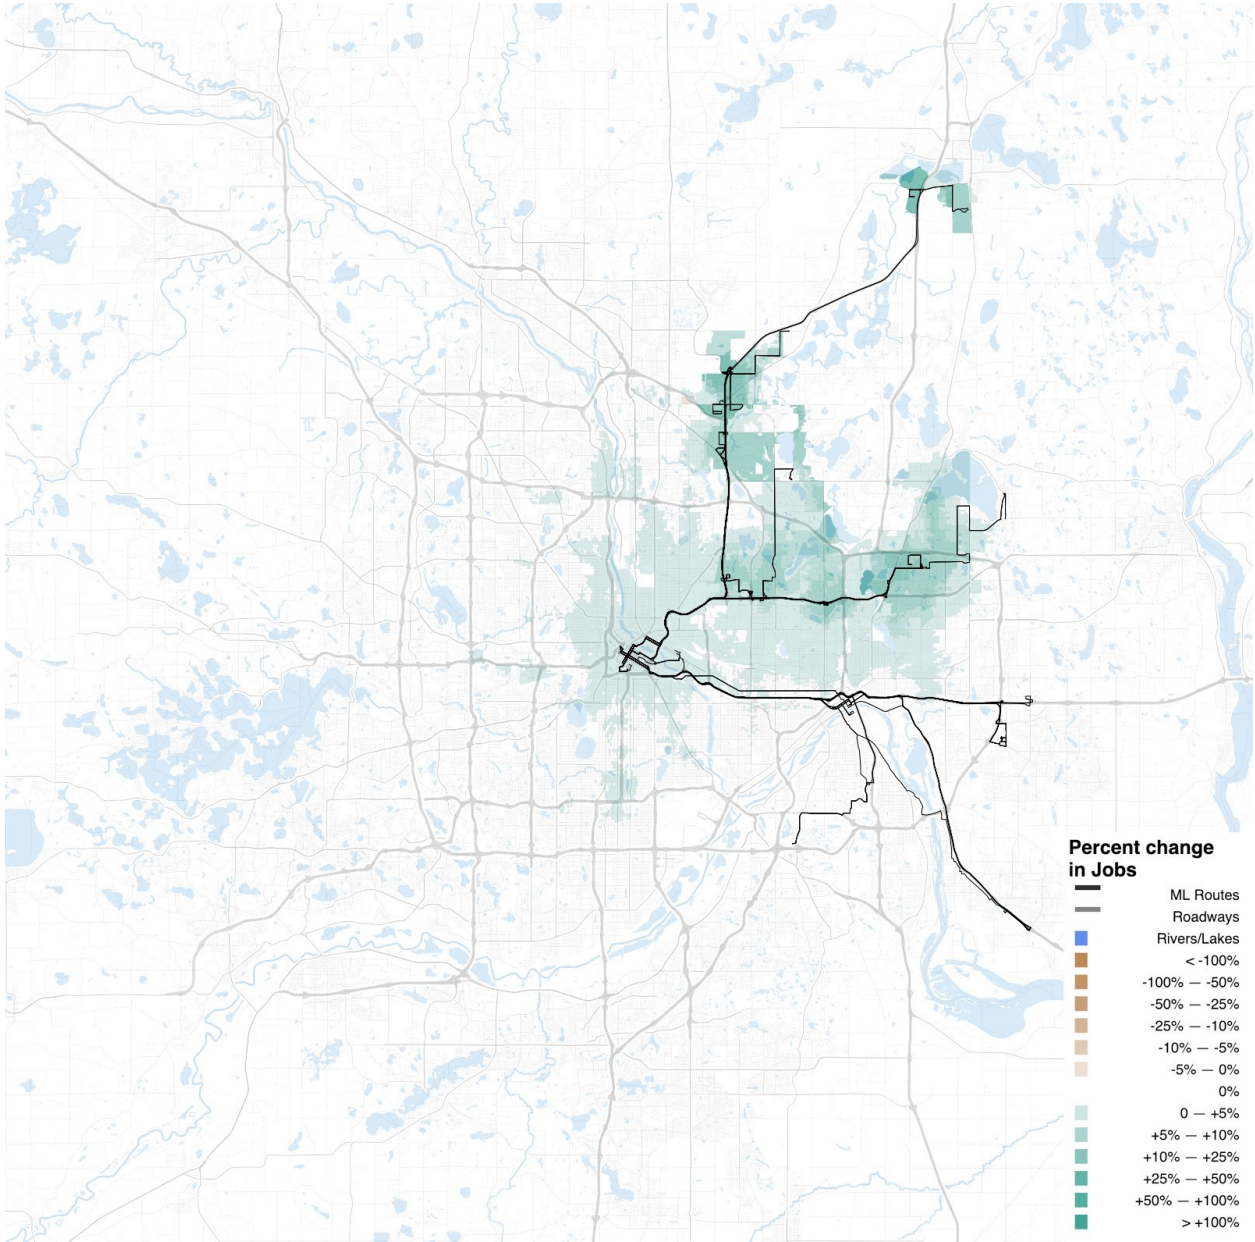 Percent change
in Jobs
ML Routes
Roadways
Rivers/Lakes
< -100%
-100% — -50%
-50% — -25%
-25% — -10%
-10% — -5%
-5% — 0%
0%
0 — +5%
+5% — +10%
+10% — +25%
+25% — +50%
+50% — +100%
> +100%